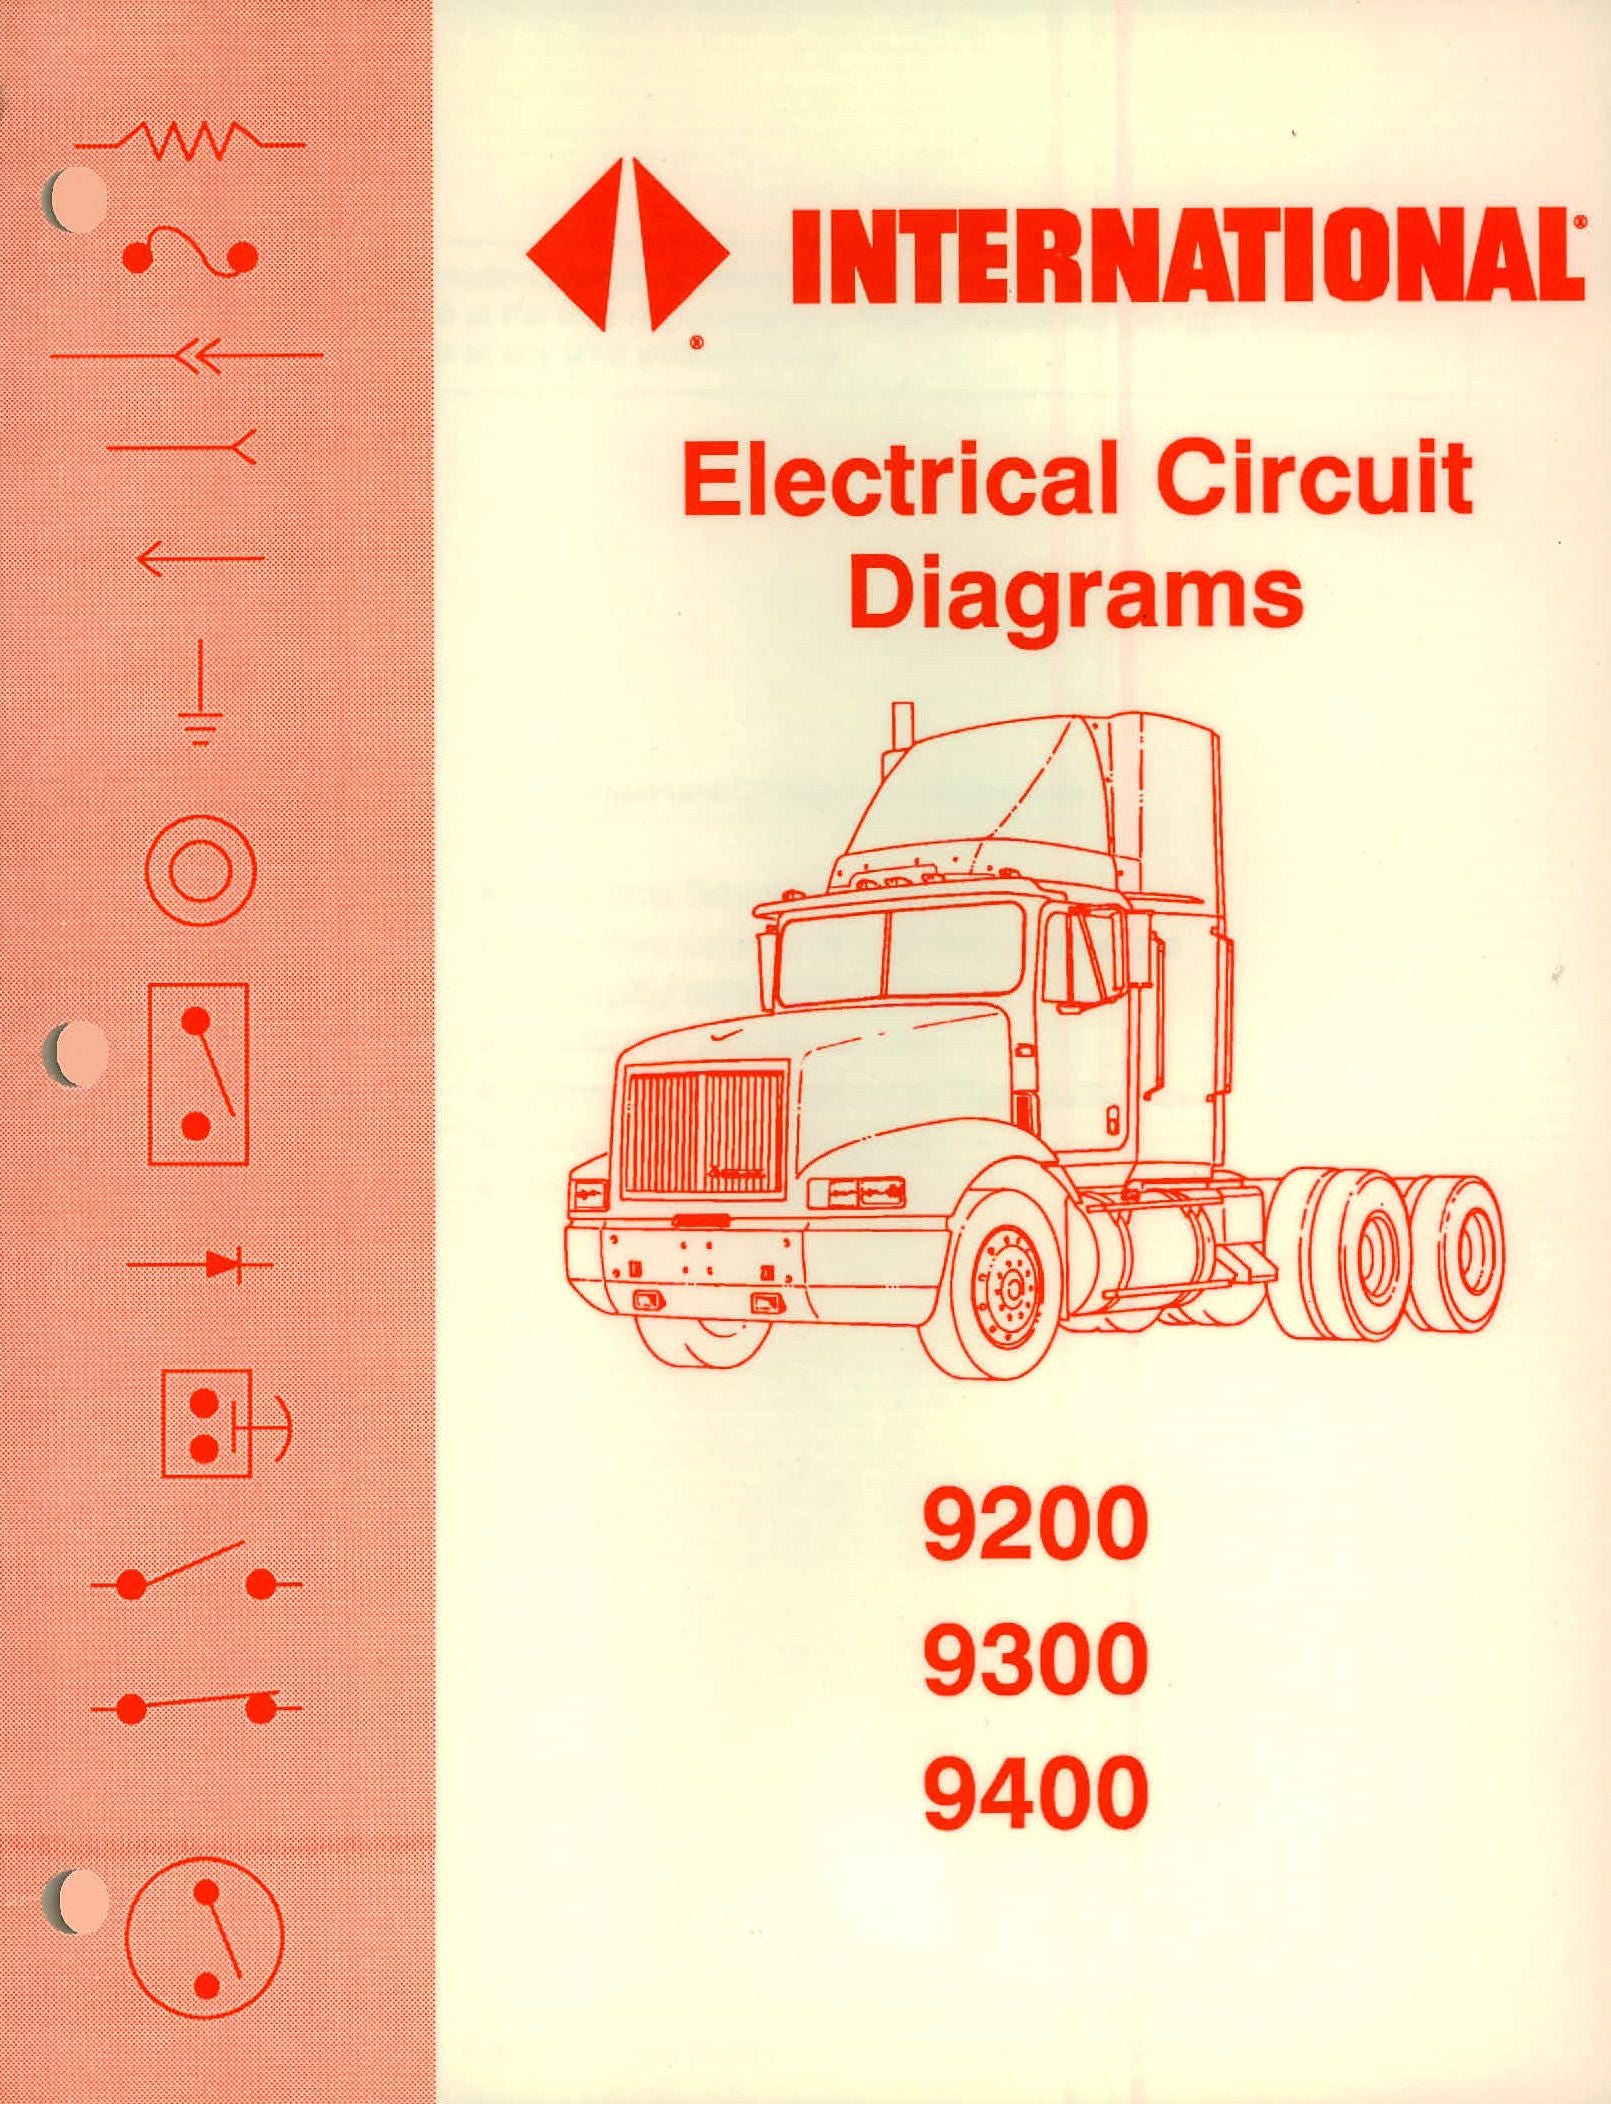 INTERNATIONAL®
®
Electrical Circuit
Diagrams
9200
9300
9400